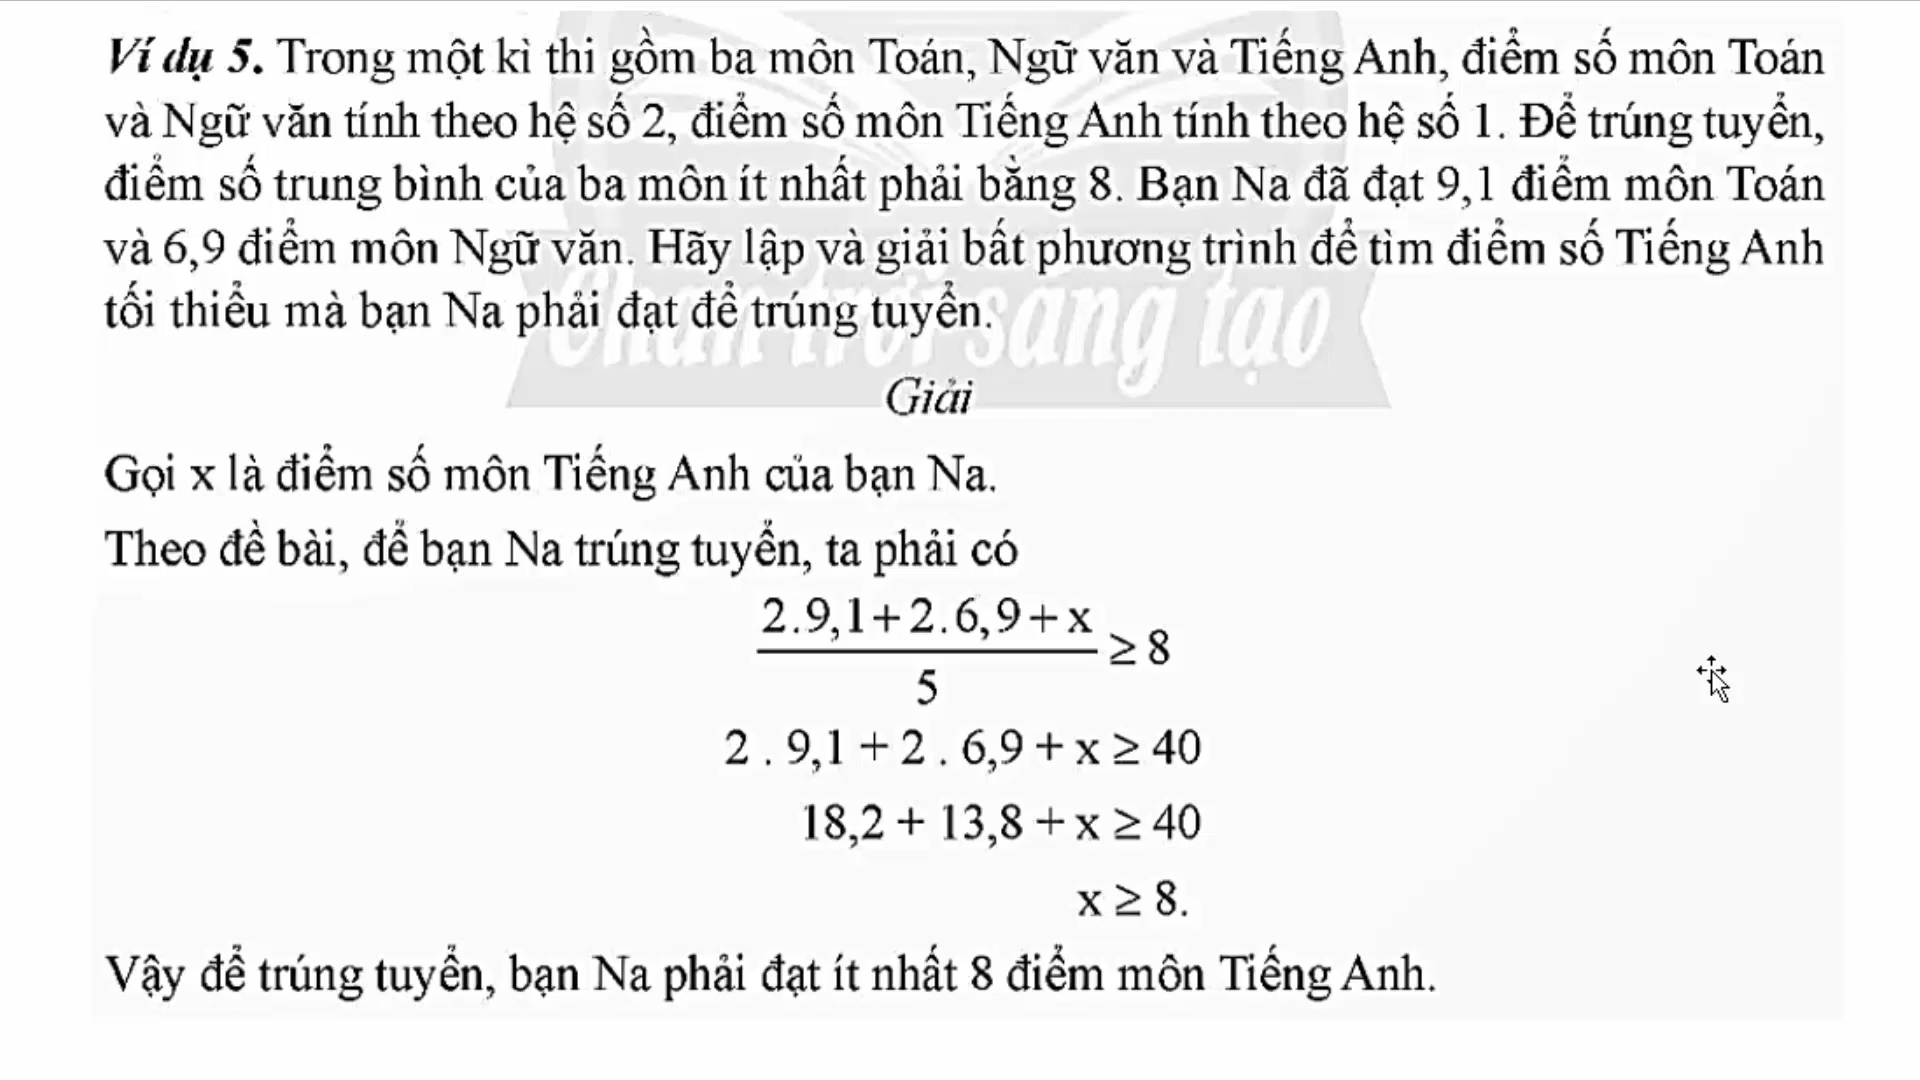 Ví dụ 5. Trong một kì thi gồm ba môn Toán, Ngữ văn và Tiếng Anh, điểm số môn Toán
và Ngữ văn tính theo hệ số 2, điểm số môn Tiếng Anh tính theo hệ số 1. Để trúng tuyển,
điểm số trung bình của ba môn ít nhất phải bằng 8. Bạn Na đã đạt 9,1 điểm môn Toán
và 6,9 điểm môn Ngữ văn. Hãy lập và giải bất phương trình để tìm điểm số Tiếng Anh
tối thiểu mà bạn Na phải đạt để trúng tuyển.
Chân trời sáng tạo
Giải
Gọi x là điểm số môn Tiếng Anh của bạn Na.
Theo đề bài, để bạn Na trúng tuyển, ta phải có
2.9,1+2.6,9+x
5
≥ 8
2 . 9,1 + 2 . 6,9 + x ≥ 40
18,2 + 13,8 + x ≥ 40
x ≥ 8.
Vậy để trúng tuyển, bạn Na phải đạt ít nhất 8 điểm môn Tiếng Anh.